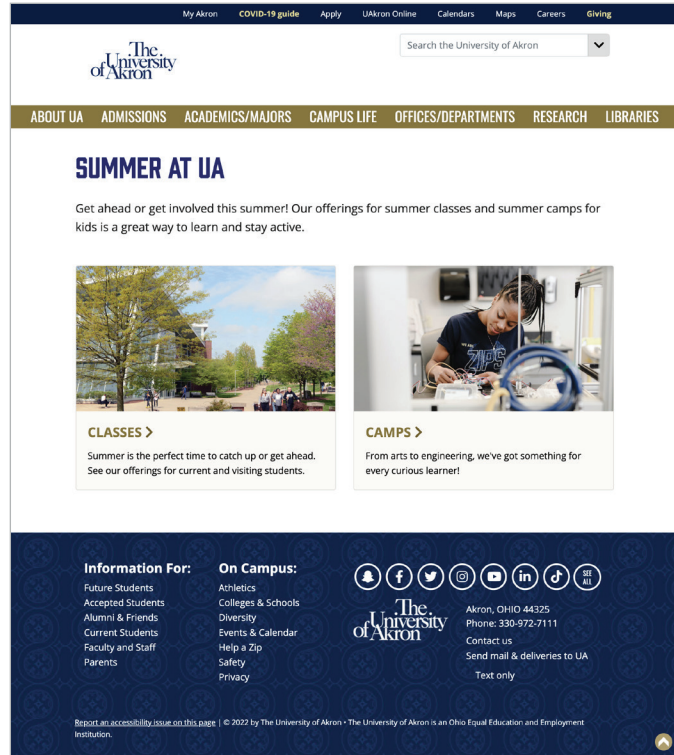 My Akron COVID-19 guide Apply UAkron Online Calendars Maps Careers Giving
The
University
of Akron
Search the University of Akron
ABOUT UA ADMISSIONS ACADEMICS/MAJORS CAMPUS LIFE OFFICES/DEPARTMENTS RESEARCH LIBRARIES
SUMMER AT UA
Get ahead or get involved this summer! Our offerings for summer classes and summer camps for
kids is a great way to learn and stay active.
ZIPS
CLASSES >
Summer is the perfect time to catch up or get ahead.
See our offerings for current and visiting students.
CAMPS >
From arts to engineering, we've got something for
every curious learner!
Information For:
Future Students
Accepted Students
Alumni & Friends
Current Students
Faculty and Staff
Parents
On Campus:
Athletics
Colleges & Schools
Diversity
Events & Calendar
Help a Zip
Safety
Privacy
SEE
ALL
The
University
of Akron
Akron, OHIO 44325
Phone: 330-972-7111
Contact us
Send mail & deliveries to UA
Text only
Report an accessibility issue on this page | © 2022 by The University of Akron • The University of Akron is an Ohio Equal Education and Employment
Institution.